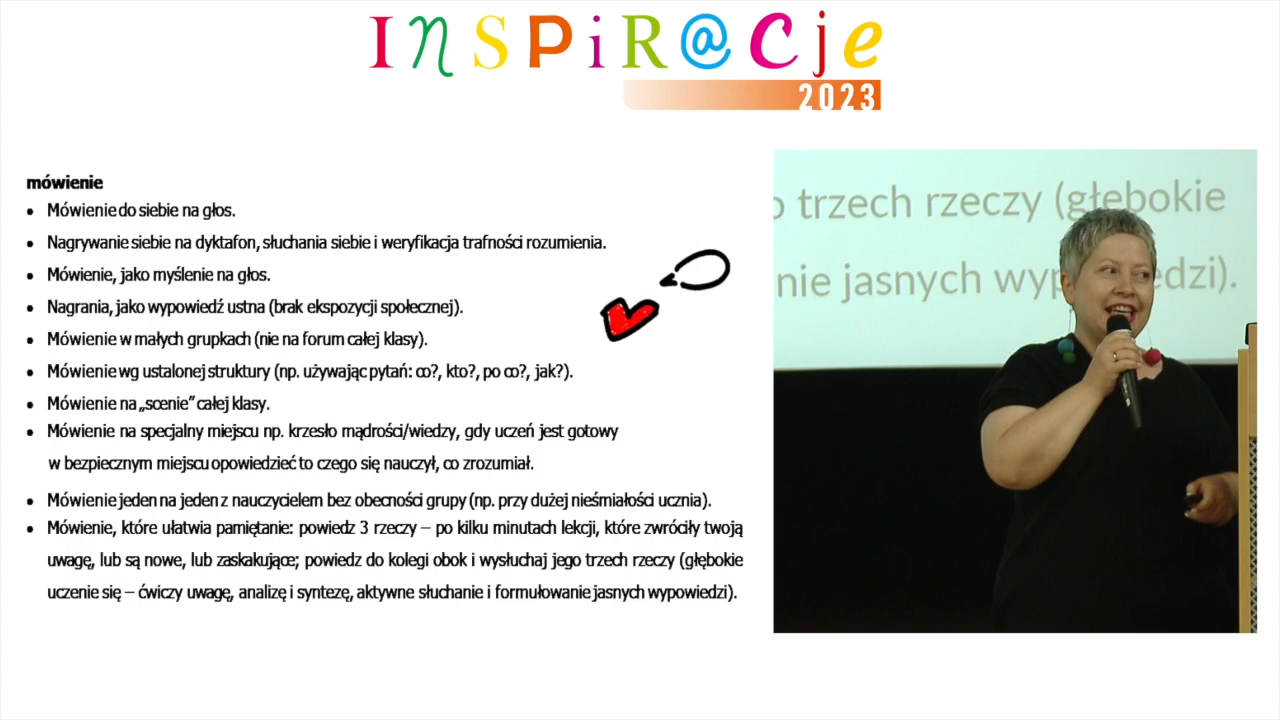 INSPIR@Cje
2023
mówienie
• Mówienie do siebie na głos.
• Nagrywanie siebie na dyktafon, słuchania siebie i weryfikacja trafności rozumienia.
• Mówienie, jako myślenie na głos.
• Nagrania, jako wypowiedź ustna (brak ekspozycji społecznej).
• Mówienie w małych grupkach (nie na forum całej klasy).
• Mówienie wg ustalonej struktury (np. używając pytań: co?, kto?, po co?, jak?).
• Mówienie na „scenie” całej klasy.
• Mówienie na specjalny miejscu np. krzesło mądrości/wiedzy, gdy uczeń jest gotowy
w bezpiecznym miejscu opowiedzieć to czego się nauczył, co zrozumiał.
• Mówienie jeden na jeden z nauczycielem bez obecności grupy (np. przy dużej nieśmiałości ucznia).
• Mówienie, które ułatwia pamiętanie: powiedz 3 rzeczy – po kilku minutach lekcji, które zwróciły twoją
uwagę, lub są nowe, lub zaskakujące; powiedz do kolegi obok i wysłuchaj jego trzech rzeczy (głębokie
uczenie się – ćwiczy uwagę, analizę i syntezę, aktywne słuchanie i formułowanie jasnych wypowiedzi).
o trzech rzeczy (głębokie
nie jasnych wypowiedzi).